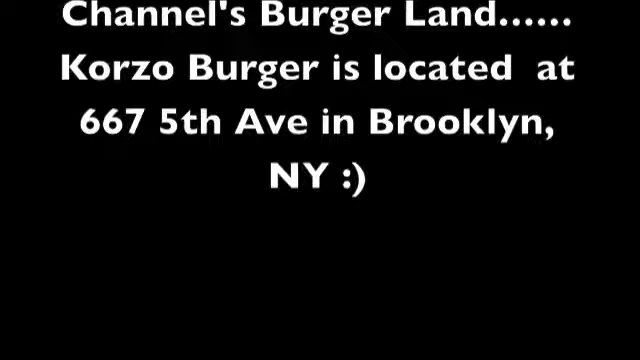 Channel's Burger Land......
Korzo Burger is located  at
667 5th Ave in Brooklyn,
NY :)